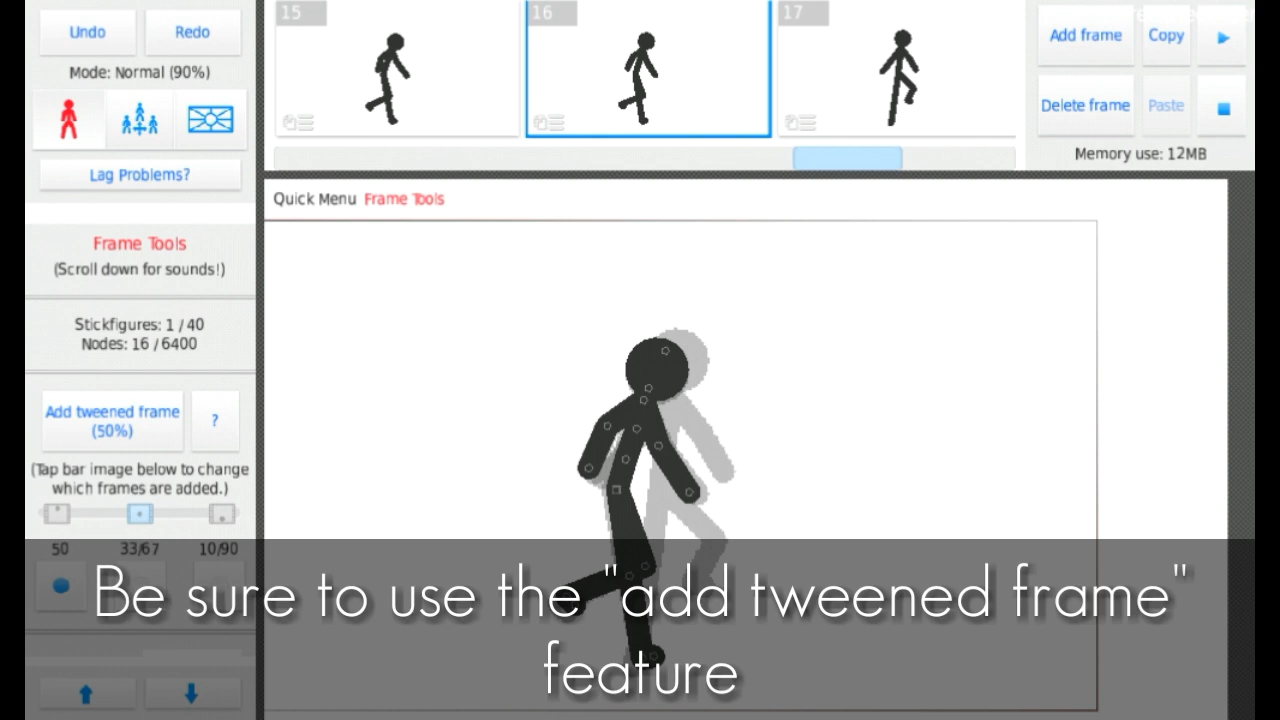 Undo
Redo
Mode: Normal (90%)
Lag Problems?
Frame Tools
(Scroll down for sounds!)
Stickfigures: 1 / 40
Nodes: 16 / 6400
Add tweened frame
(50%)
?
(Tap bar image below to change
which frames are added.)
50
33/67
10/90
15
16
17
Add frame
Copy
Delete frame
Paste
Memory use: 12MB
Quick Menu
Frame Tools
Be sure to use the "add tweened frame"
feature